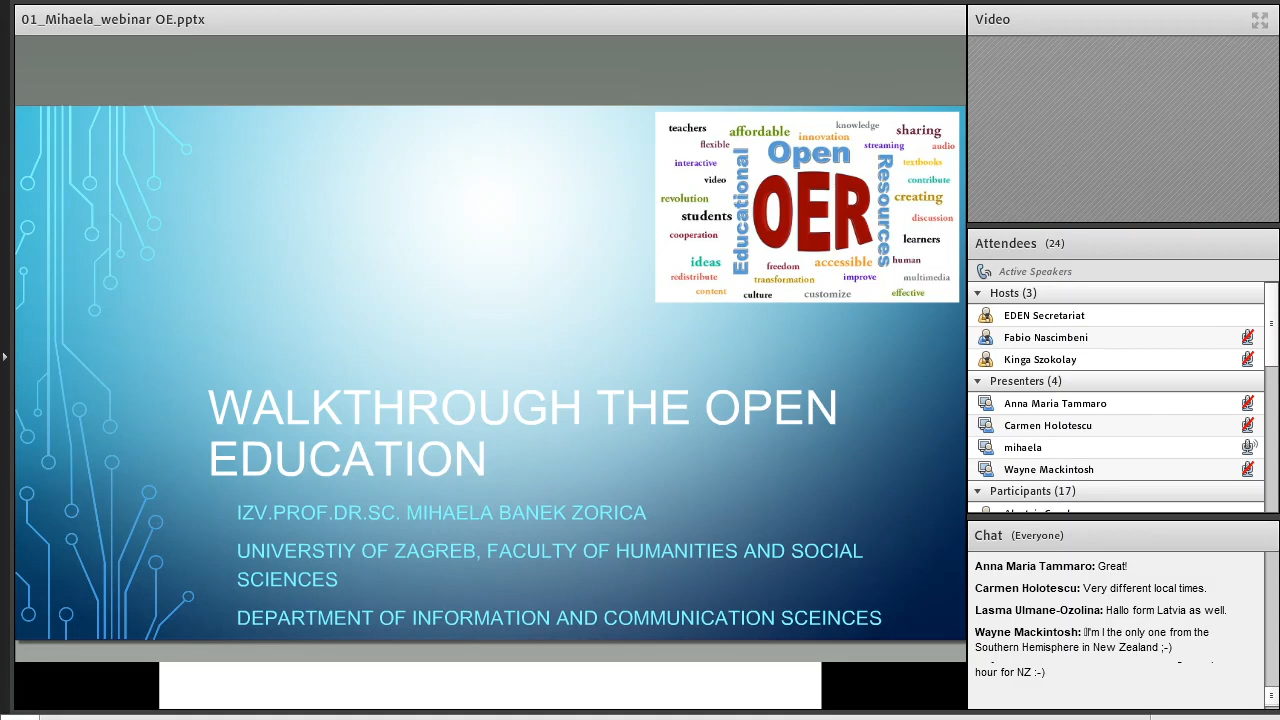 01_Mihaela_webinar OE.pptx
teachers
affordable
knowledge
innovation
sharing
flexible
Open
streaming
audio
interactive
Educational
Resources
textbooks
video
OER
contribute
revolution
creating
students
discussion
cooperation
learners
ideas
freedom
accessible
human
redistribute
transformation
improve
multimedia
content
culture
customize
effective
WALKTHROUGH THE OPEN
EDUCATION
IZV.PROF.DR.SC. MIHAELA BANEK ZORICA
UNIVERSTIY OF ZAGREB, FACULTY OF HUMANITIES AND SOCIAL
SCIENCES
DEPARTMENT OF INFORMATION AND COMMUNICATION SCEINCES
Video
Attendees (24)
Active Speakers
Hosts (3)
EDEN Secretariat
Fabio Nascimbeni
Kinga Szokolay
Presenters (4)
Anna Maria Tammaro
Carmen Holotescu
mihaela
Wayne Mackintosh
Participants (17)
Chat (Everyone)
Anna Maria Tammaro: Great!
Carmen Holotescu: Very different local times.
Lasma Ulmane-Ozolina: Hallo form Latvia as well.
Wayne Mackintosh: I'm I the only one from the
Southern Hemisphere in New Zealand ;-)
hour for NZ :-)